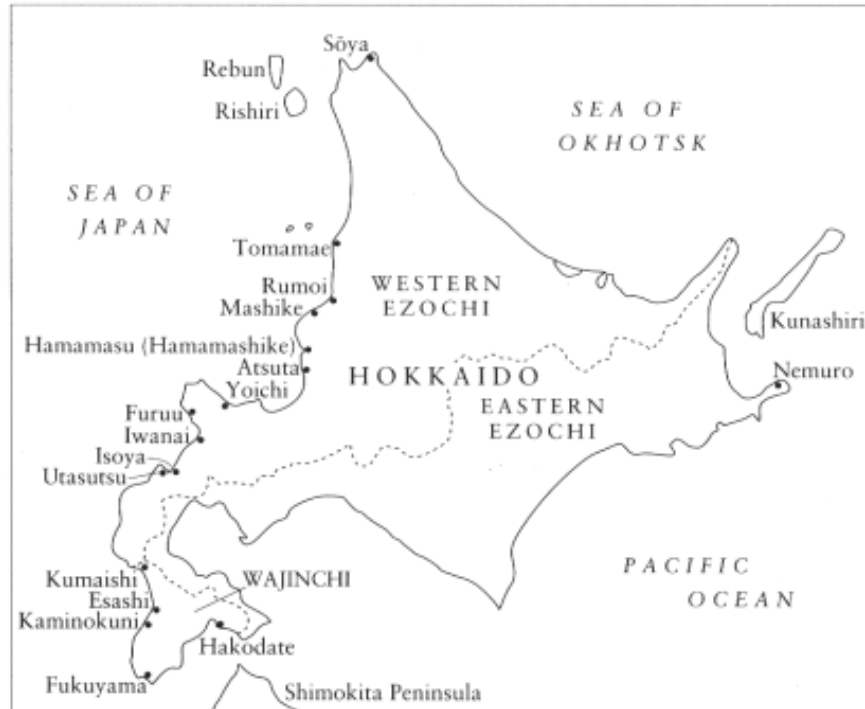 Sōya
Rebun
Rishiri
SEA OF
OKHOTSK
SEA OF
JAPAN
Tomamae
Rumoi
WESTERN
EZOCHI
Mashike
Kunashiri
Hamamasu (Hamamashike)
Atsuta
HOKKAIDO
Nemuro
Yoichi
EASTERN
EZOCHI
Furuu
Iwanai
Isoya
Utasutsu
PACIFIC
OCEAN
Kumaishi
WAJINCHI
Esashi
Kaminokuni
Hakodate
Fukuyama
Shimokita Peninsula